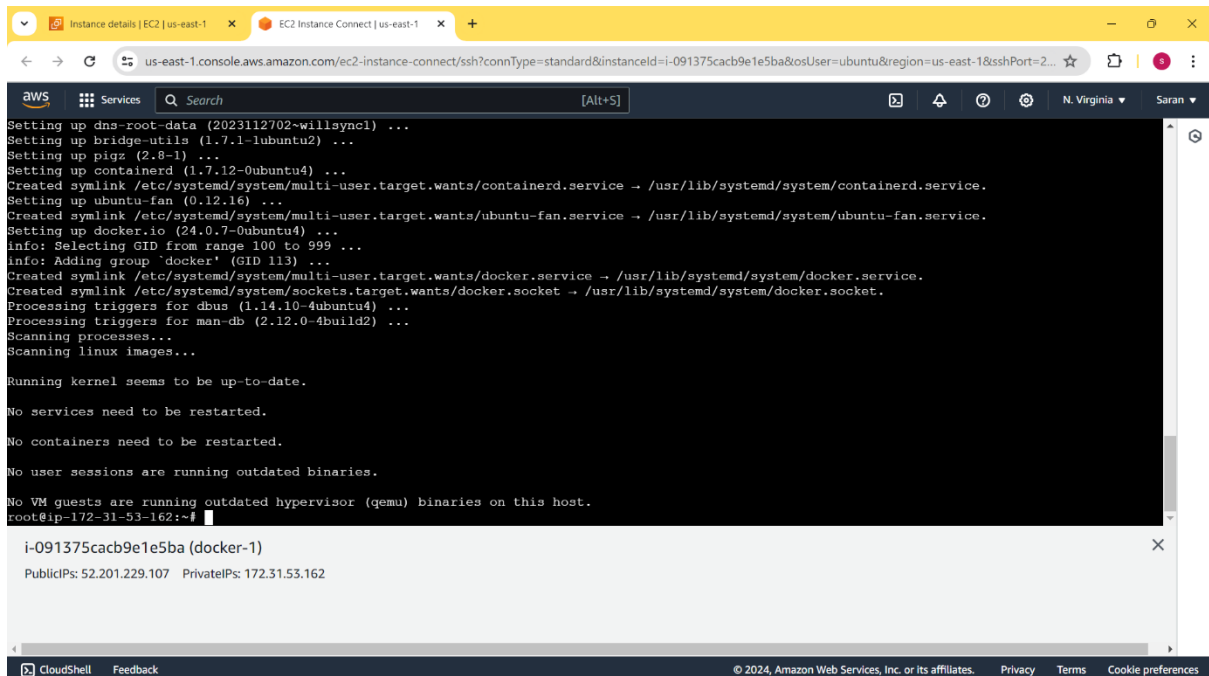 Instance details | EC2 | us-east-1
EC2 Instance Connect | us-east-1
us-east-1.console.aws.amazon.com/ec2-instance-connect/ssh?connType=standard&instanceId=i-091375cacb9e1e5ba&osUser=ubuntu&region=us-east-1&sshPort=2...
S
aws Services Search [Alt+S] N. Virginia Saran
Setting up dns-root-data (2023112702~willsync1) ...
Setting up bridge-utils (1.7.1-1ubuntu2) ...
Setting up pigz (2.8-1) ...
Setting up containerd (1.7.12-0ubuntu4) ...
Created symlink /etc/systemd/system/multi-user.target.wants/containerd.service → /usr/lib/systemd/system/containerd.service.
Setting up ubuntu-fan (0.12.16) ...
Created symlink /etc/systemd/system/multi-user.target.wants/ubuntu-fan.service → /usr/lib/systemd/system/ubuntu-fan.service.
Setting up docker.io (24.0.7-0ubuntu4) ...
info: Selecting GID from range 100 to 999 ...
info: Adding group `docker' (GID 113) ...
Created symlink /etc/systemd/system/multi-user.target.wants/docker.service → /usr/lib/systemd/system/docker.service.
Created symlink /etc/systemd/system/sockets.target.wants/docker.socket → /usr/lib/systemd/system/docker.socket.
Processing triggers for dbus (1.14.10-4ubuntu4) ...
Processing triggers for man-db (2.12.0-4build2) ...
Scanning processes...
Scanning linux images...
Running kernel seems to be up-to-date.
No services need to be restarted.
No containers need to be restarted.
No user sessions are running outdated binaries.
No VM guests are running outdated hypervisor (qemu) binaries on this host.
root@ip-172-31-53-162:~#
i-091375cacb9e1e5ba (docker-1)
PublicIPs: 52.201.229.107 PrivateIPs: 172.31.53.162
CloudShell Feedback © 2024, Amazon Web Services, Inc. or its affiliates. Privacy Terms Cookie preferences